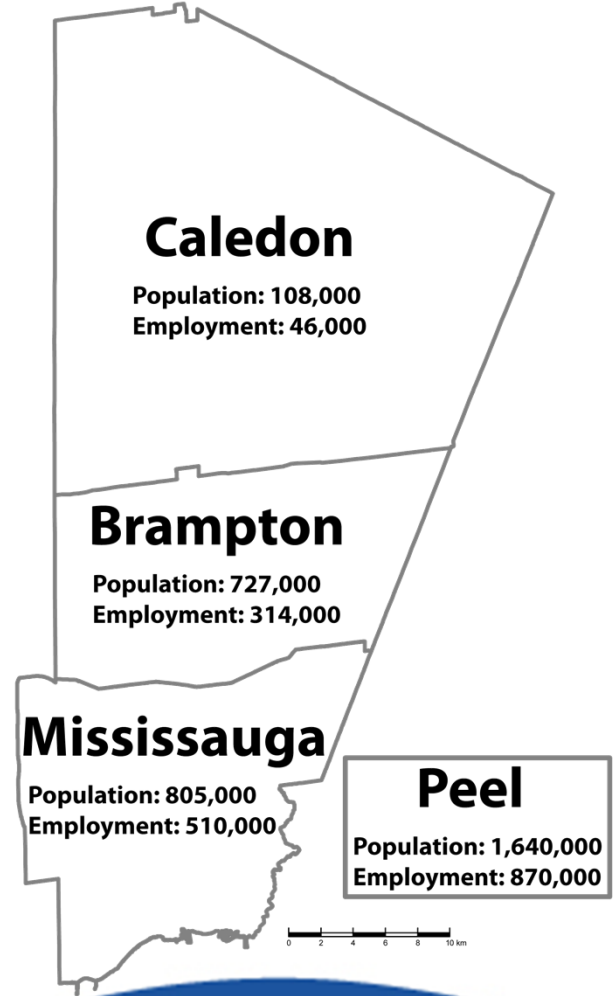 Caledon
Population: 108,000
Employment: 46,000
Brampton
Population: 727,000
Employment: 314,000
Mississauga
Population: 805,000
Employment: 510,000
Peel
Population: 1,640,000
Employment: 870,000
0 2 4 6 8 10 km